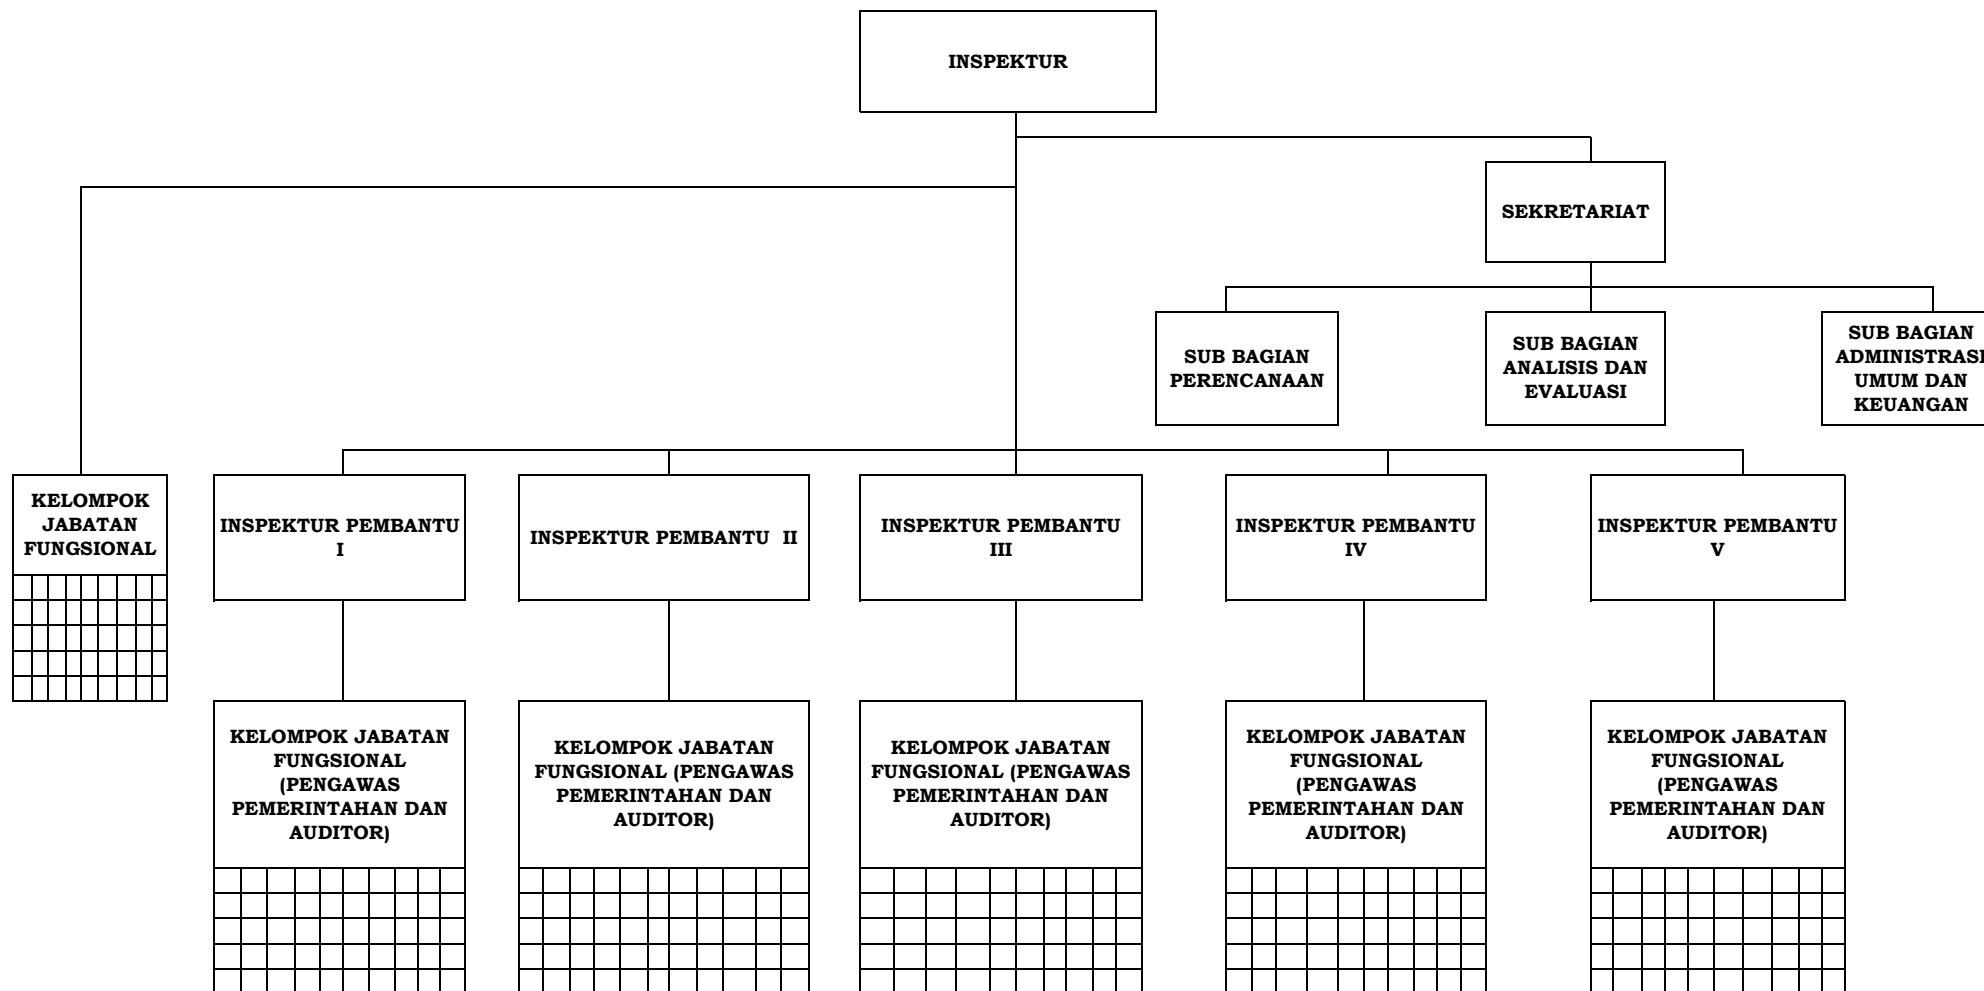 INSPEKTUR
SEKRETARIAT
SUB BAGIAN
PERENCANAAN
SUB BAGIAN
ANALISIS DAN
EVALUASI
SUB BAGIAN
ADMINISTRASI
UMUM DAN
KEUANGAN
KELOMPOK
JABATAN
FUNGSIONAL
INSPEKTUR PEMBANTU
I
INSPEKTUR PEMBANTU  II
INSPEKTUR PEMBANTU
III
INSPEKTUR PEMBANTU
IV
INSPEKTUR PEMBANTU
V
KELOMPOK JABATAN
FUNGSIONAL
(PENGAWAS
PEMERINTAHAN DAN
AUDITOR)
KELOMPOK JABATAN
FUNGSIONAL (PENGAWAS
PEMERINTAHAN DAN
AUDITOR)
KELOMPOK JABATAN
FUNGSIONAL (PENGAWAS
PEMERINTAHAN DAN
AUDITOR)
KELOMPOK JABATAN
FUNGSIONAL
(PENGAWAS
PEMERINTAHAN DAN
AUDITOR)
KELOMPOK JABATAN
FUNGSIONAL
(PENGAWAS
PEMERINTAHAN DAN
AUDITOR)